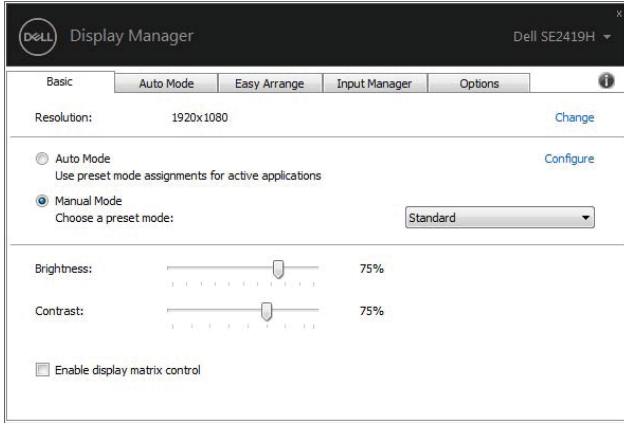 x
DELL Display Manager Dell SE2419H
Basic Auto Mode Easy Arrange Input Manager Options i
Resolution: 1920x1080 Change
Auto Mode Configure
Use preset mode assignments for active applications
Manual Mode
Choose a preset mode: Standard
Brightness: 75%
Contrast: 75%
Enable display matrix control